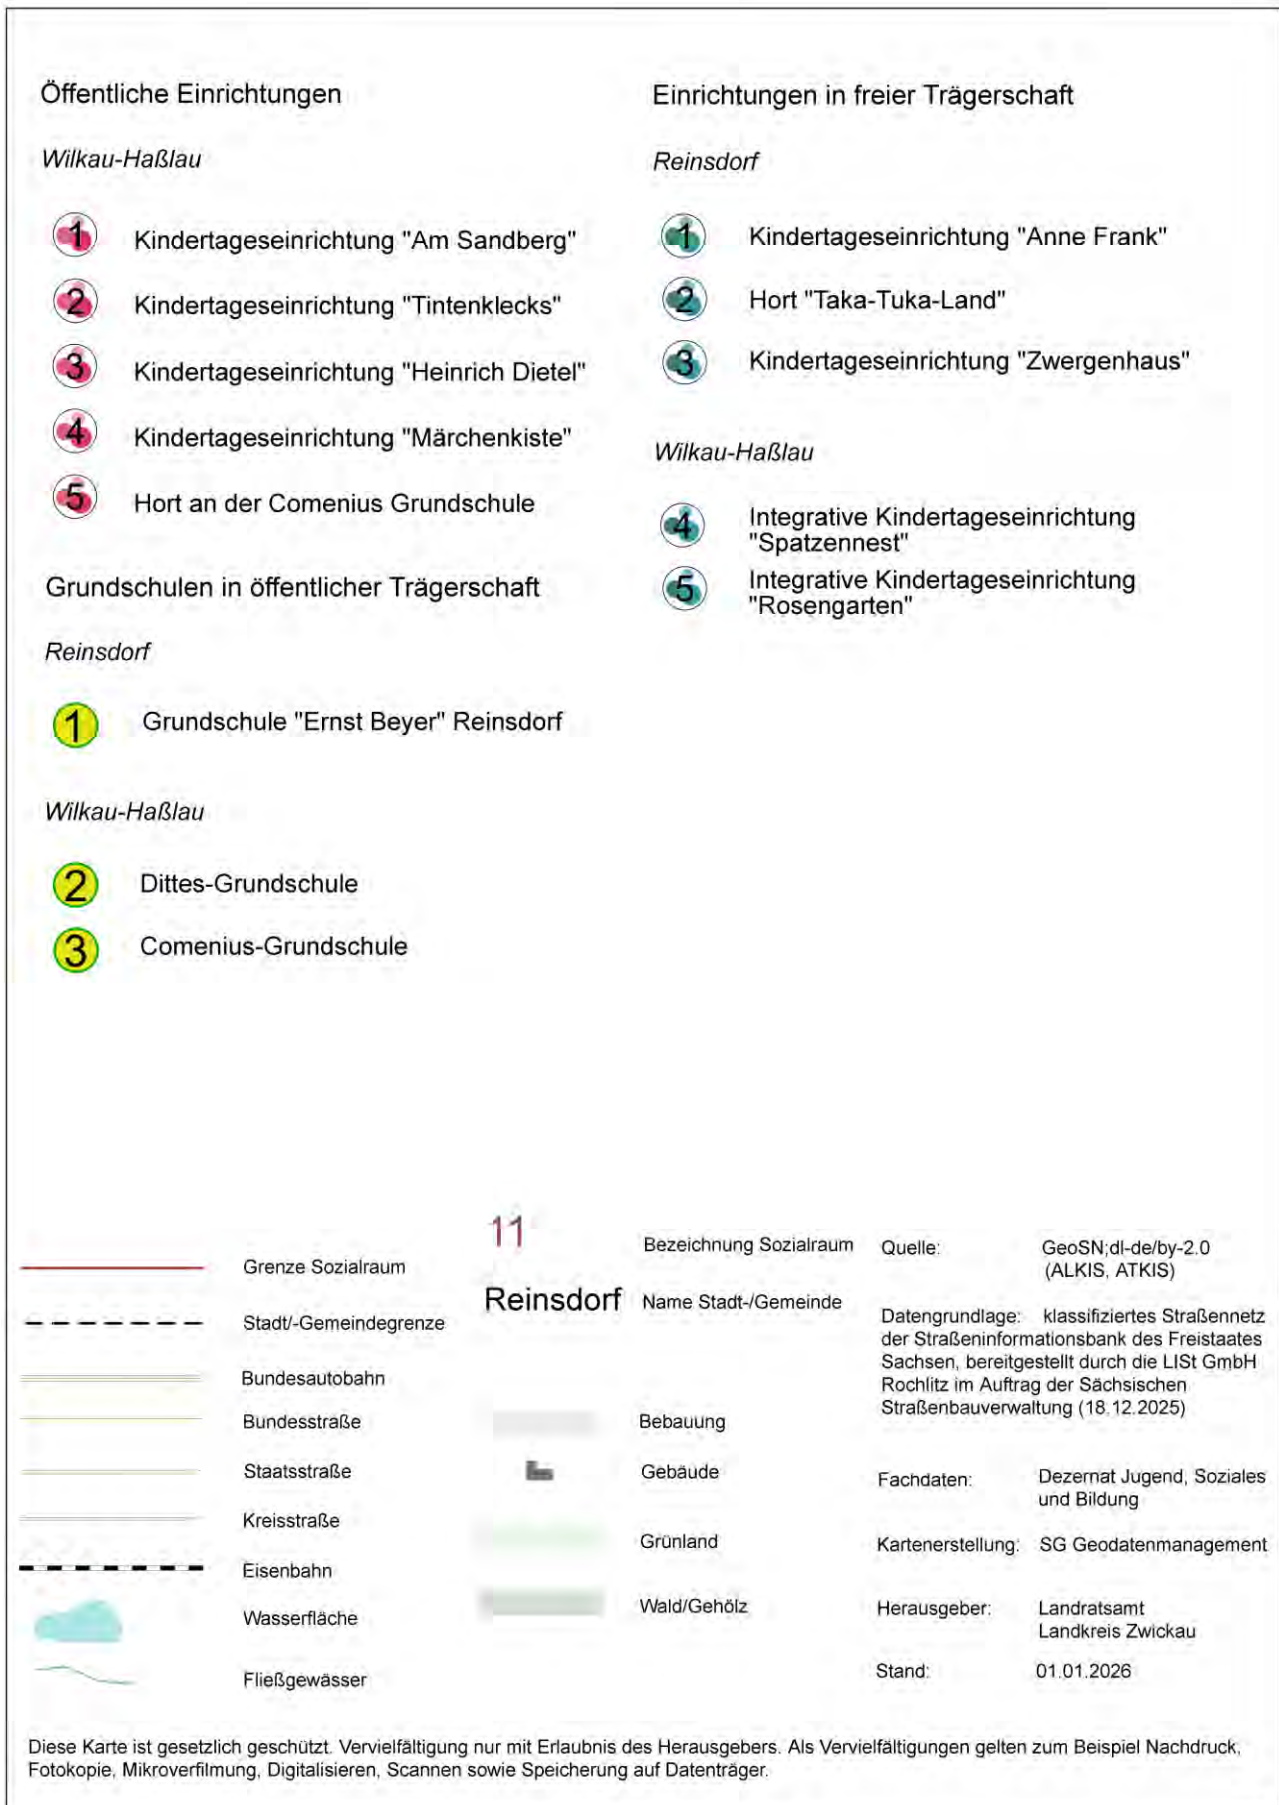 Öffentliche Einrichtungen
Wilkau-Haßlau
1 Kindertageseinrichtung "Am Sandberg"
2 Kindertageseinrichtung "Tintenklecks"
3 Kindertageseinrichtung "Heinrich Dietel"
4 Kindertageseinrichtung "Märchenkiste"
5 Hort an der Comenius Grundschule
Grundschulen in öffentlicher Trägerschaft
Reinsdorf
1 Grundschule "Ernst Beyer" Reinsdorf
Wilkau-Haßlau
2 Dittes-Grundschule
3 Comenius-Grundschule
Einrichtungen in freier Trägerschaft
Reinsdorf
1 Kindertageseinrichtung "Anne Frank"
2 Hort "Taka-Tuka-Land"
3 Kindertageseinrichtung "Zwergenhaus"
Wilkau-Haßlau
4 Integrative Kindertageseinrichtung
"Spatzennest"
5 Integrative Kindertageseinrichtung
"Rosengarten"
Grenze Sozialraum
Stadt/-Gemeindegrenze
Bundesautobahn
Bundesstraße
Staatsstraße
Kreisstraße
Eisenbahn
Wasserfläche
Fließgewässer
11 Bezeichnung Sozialraum
Reinsdorf Name Stadt-/Gemeinde
Bebauung
Gebäude
Grünland
Wald/Gehölz
Quelle: GeoSN;dl-de/by-2.0
(ALKIS, ATKIS)
Datengrundlage: klassifiziertes Straßennetz
der Straßeninformationsbank des Freistaates
Sachsen, bereitgestellt durch die LISt GmbH
Rochlitz im Auftrag der Sächsischen
Straßenbauverwaltung (18.12.2025)
Fachdaten: Dezernat Jugend, Soziales
und Bildung
Kartenerstellung: SG Geodatenmanagement
Herausgeber: Landratsamt
Landkreis Zwickau
Stand: 01.01.2026
Diese Karte ist gesetzlich geschützt. Vervielfältigung nur mit Erlaubnis des Herausgebers. Als Vervielfältigungen gelten zum Beispiel Nachdruck,
Fotokopie, Mikroverfilmung, Digitalisieren, Scannen sowie Speicherung auf Datenträger.